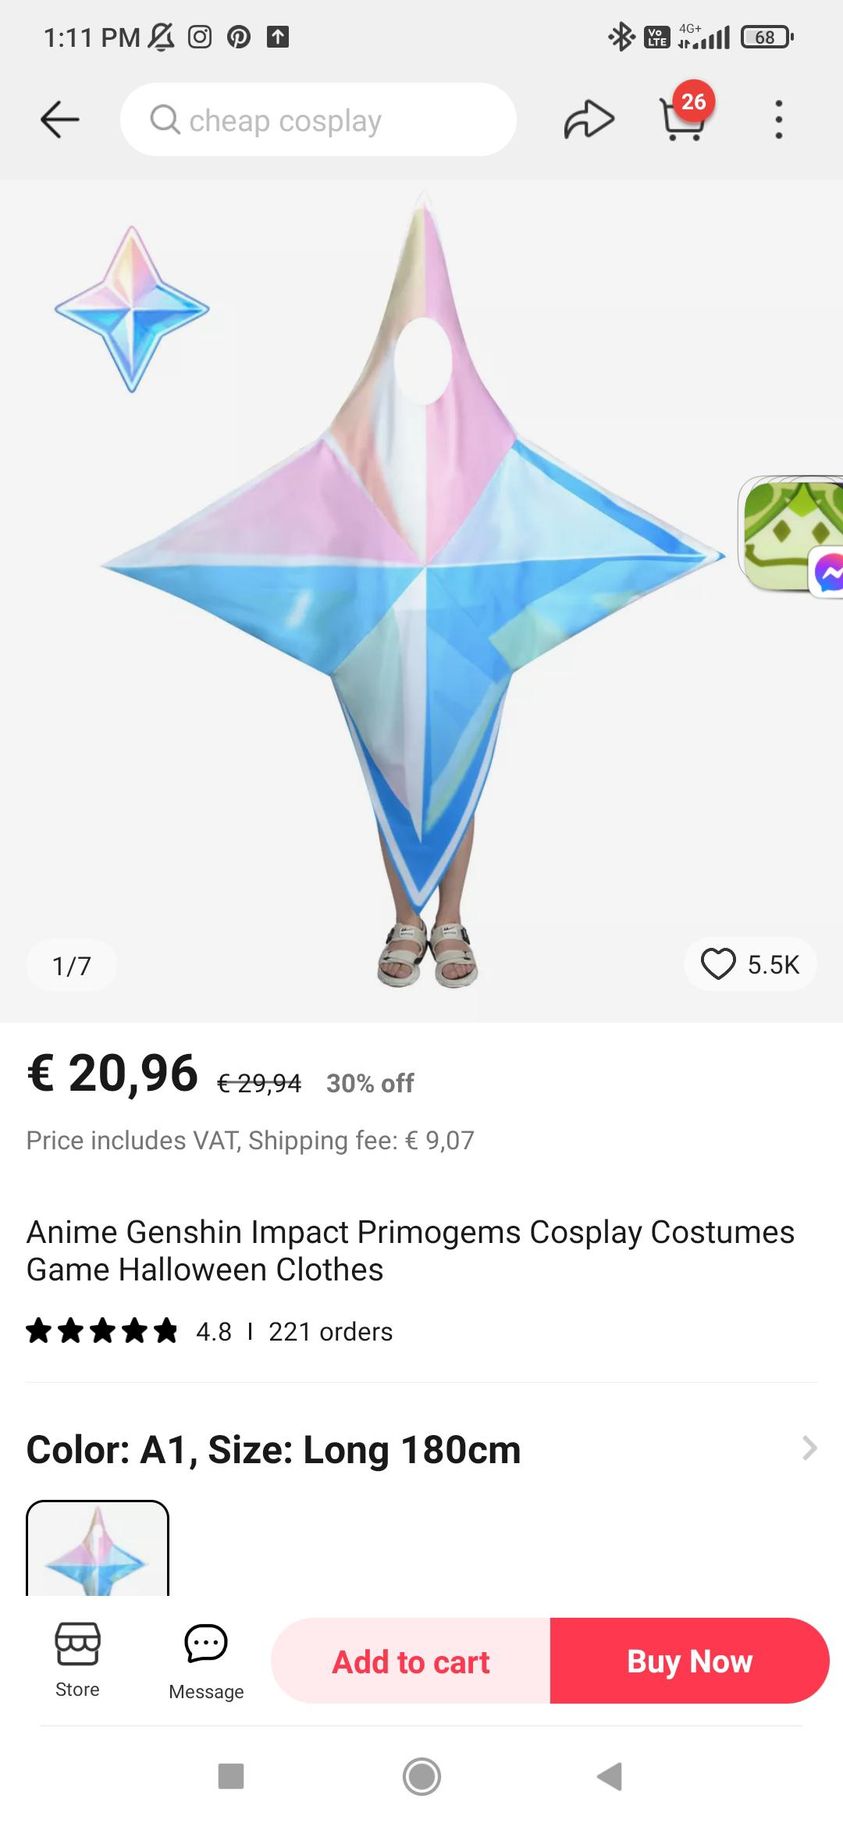 1:11 PM
Vo LTE 4G+ 68
cheap cosplay
26
1/7
5.5K
€ 20,96 € 29,94 30% off
Price includes VAT, Shipping fee: € 9,07
Anime Genshin Impact Primogems Cosplay Costumes
Game Halloween Clothes
4.8 | 221 orders
Color: A1, Size: Long 180cm
Store
Message
Add to cart
Buy Now